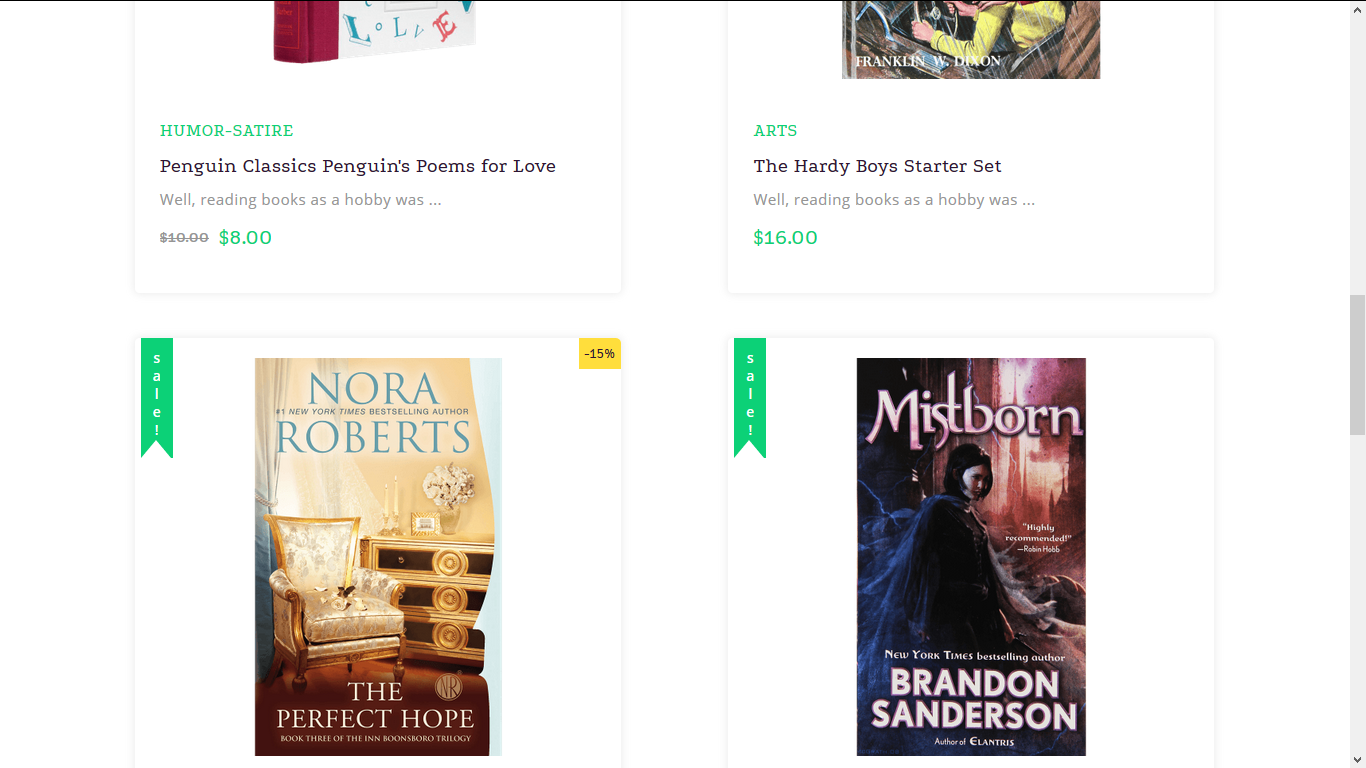 LOVE
FRANKLIN W. DIXON
HUMOR-SATIRE
Penguin Classics Penguin's Poems for Love
Well, reading books as a hobby was ...
$10.00 $8.00
ARTS
The Hardy Boys Starter Set
Well, reading books as a hobby was ...
$16.00
sale!
-15%
NORA
#1 NEW YORK TIMES BESTSELLING AUTHOR
ROBERTS
NR
THE
PERFECT HOPE
BOOK THREE OF THE INN BOONSBORO TRILOGY
sale!
Mistborn
"Highly
recommended!"
—Robin Hobb
NEW YORK TIMES bestselling author
BRANDON
SANDERSON
Author of ELANTRIS